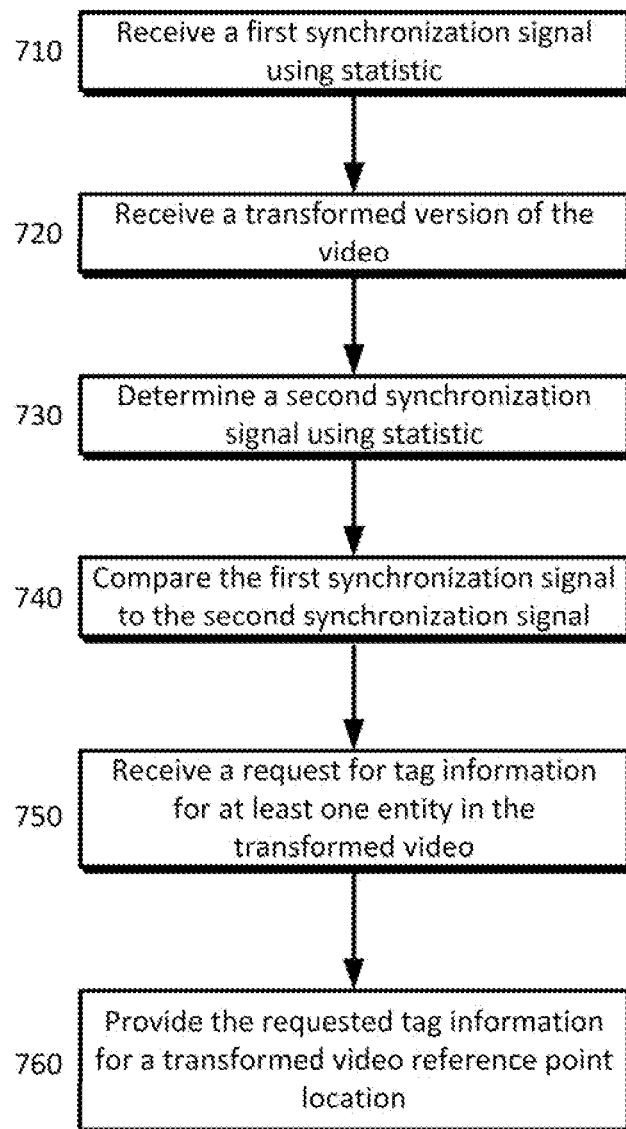 710
Receive a first synchronization signal
using statistic
720
Receive a transformed version of the
video
730
Determine a second synchronization
signal using statistic
740
Compare the first synchronization signal
to the second synchronization signal
750
Receive a request for tag information
for at least one entity in the
transformed video
760
Provide the requested tag information
for a transformed video reference point
location